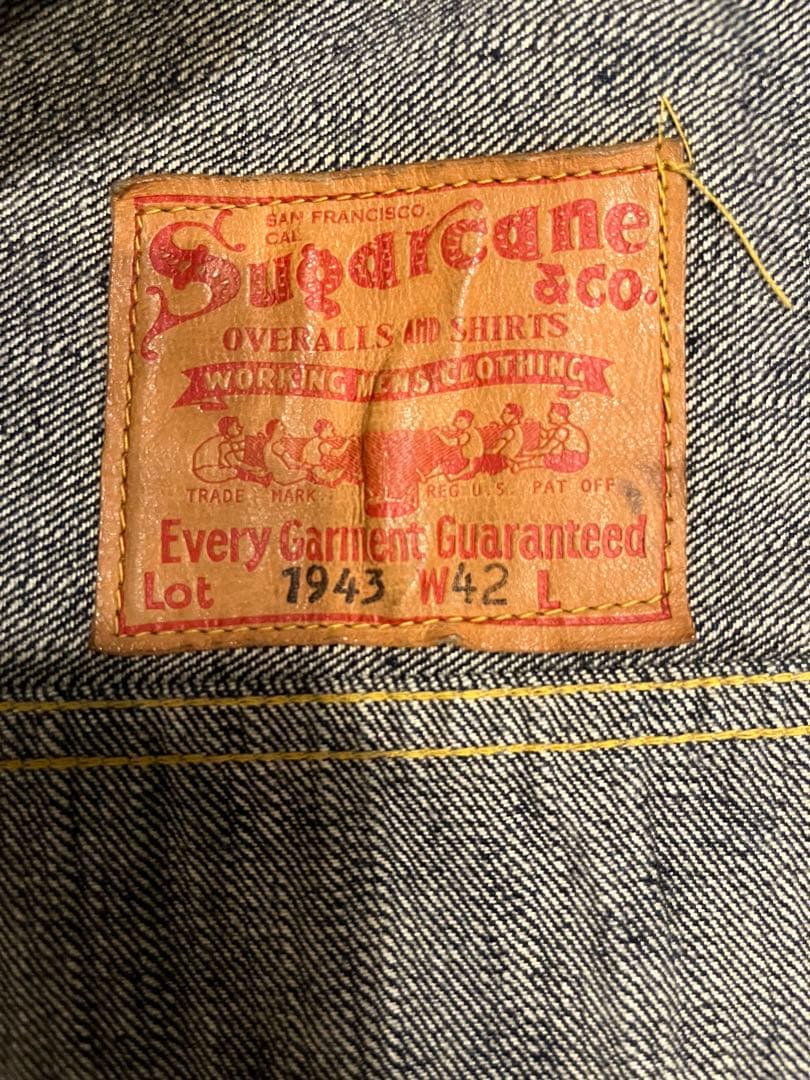 SAN FRANCISCO.
CAL
Sugarcane
& CO.
OVERALLS AND SHIRTS
WORKING MENS CLOTHING
TRADE MARK REG U.S. PAT OFF
Every Garment Guaranteed
Lot 1943 W42 L